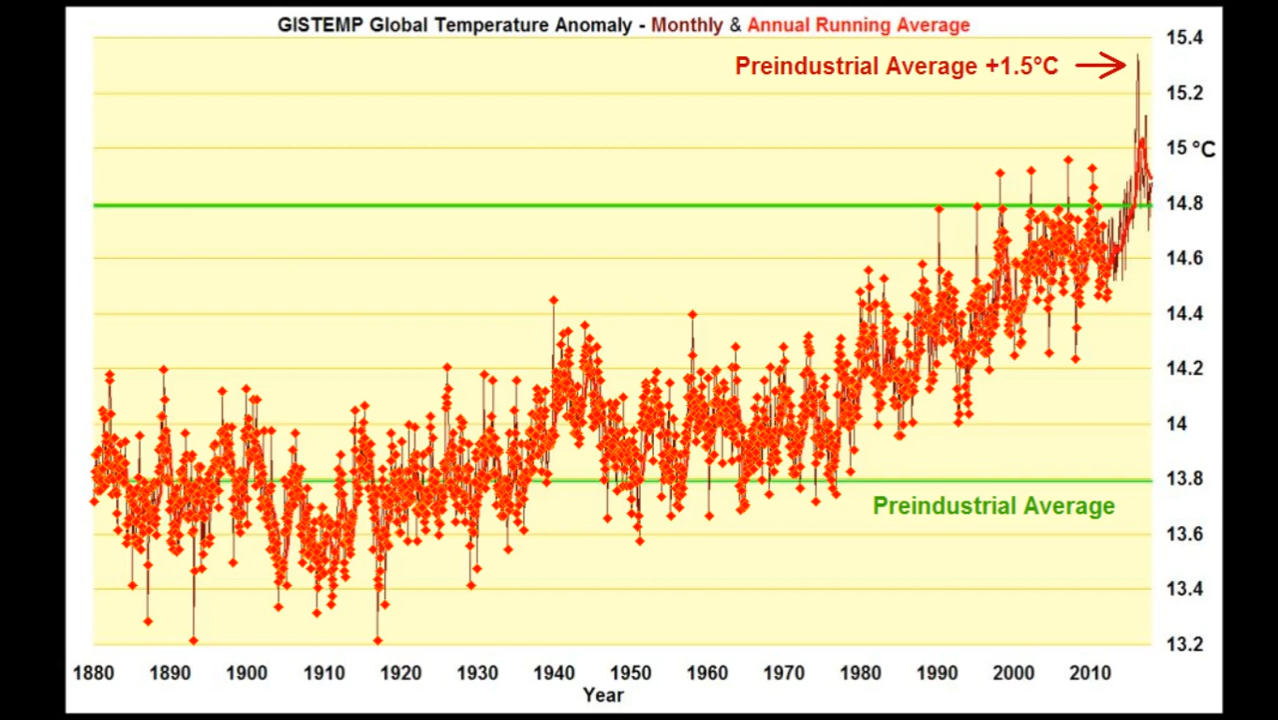 GISTEMP Global Temperature Anomaly - Monthly & Annual Running Average
15.4
Preindustrial Average +1.5°C
15.2
15 °C
14.8
14.6
14.4
14.2
14
13.8
Preindustrial Average
13.6
13.4
13.2
1880 1890 1900 1910 1920 1930 1940 1950 1960 1970 1980 1990 2000 2010
Year